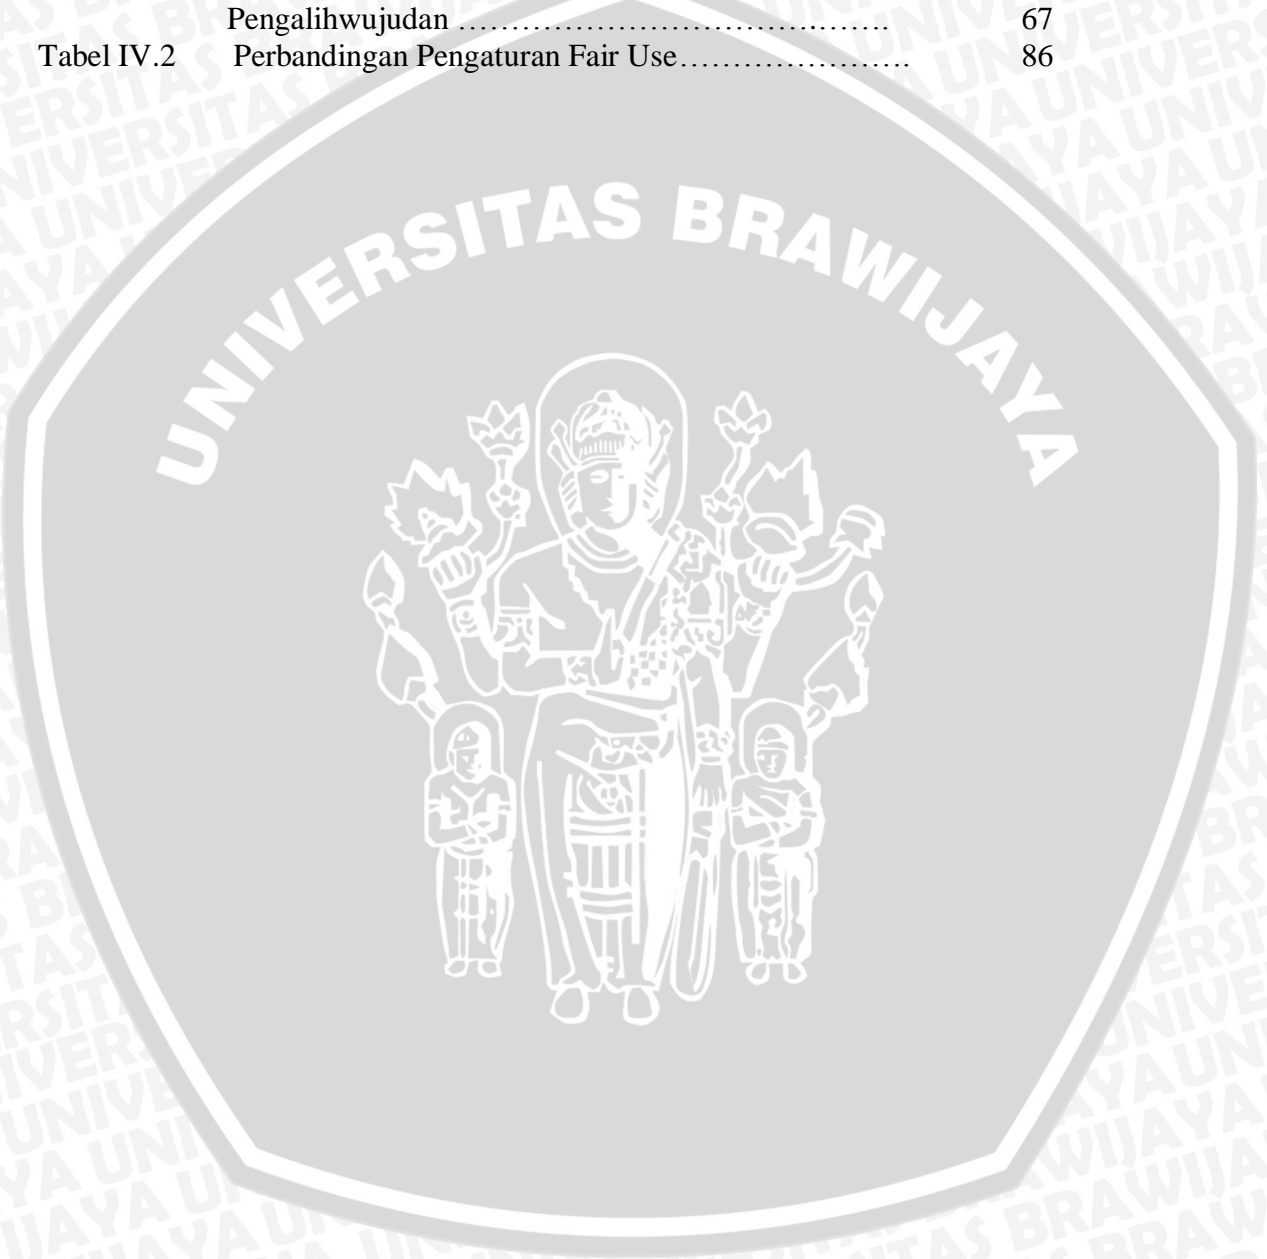 Pengalihwujudan ……………………………….……. 67
Tabel IV.2 Perbandingan Pengaturan Fair Use…………………. 86
UNIVERSITAS BRAWIJAYA